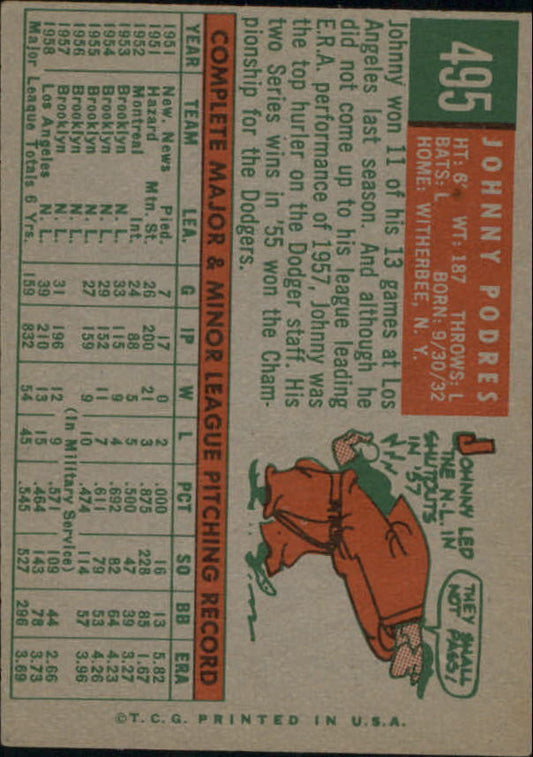 495
JOHNNY PODRES
HT: 6' WT: 187 THROWS: L
BATS: L BORN: 9/30/32
HOME: WITHERBEE, N. Y.
Johnny won 11 of his 13 games at Los
Angeles last season. And although he
did not come up to his league leading
E.R.A. performance of 1957, Johnny was
the top hurler on the Dodger staff. His
two Series wins in '55 won the Cham-
pionship for the Dodgers.
JOHNNY LED
THE N.L. IN
SHUTOUTS
IN '57
THEY SHALL
NOT
PASS!
COMPLETE MAJOR & MINOR LEAGUE PITCHING RECORD
YEAR TEAM LEA. G IP W L PCT SO BB ERA
1951 New. News Pied. 7 17 0 2 .000 16 13 5.82
1951 Hazard Mtn. St. 26 200 21 3 .875 228 85 1.67
1952 Montreal Int. 24 88 5 5 .500 47 39 3.27
1953 Brooklyn N. L. 33 115 9 4 .692 82 64 4.23
1954 Brooklyn N. L. 29 152 11 7 .611 79 53 4.26
1955 Brooklyn N. L. 27 159 9 10 .474 114 57 3.96
1956 Brooklyn (In Military Service)
1957 Brooklyn N. L. 31 196 12 9 .571 109 44 2.66
1958 Los Angeles N. L. 39 210 13 15 .464 143 78 3.73
Major League Totals 6 Yrs. 159 832 54 45 .545 527 296 3.69
© T. C. G. PRINTED IN U. S. A.